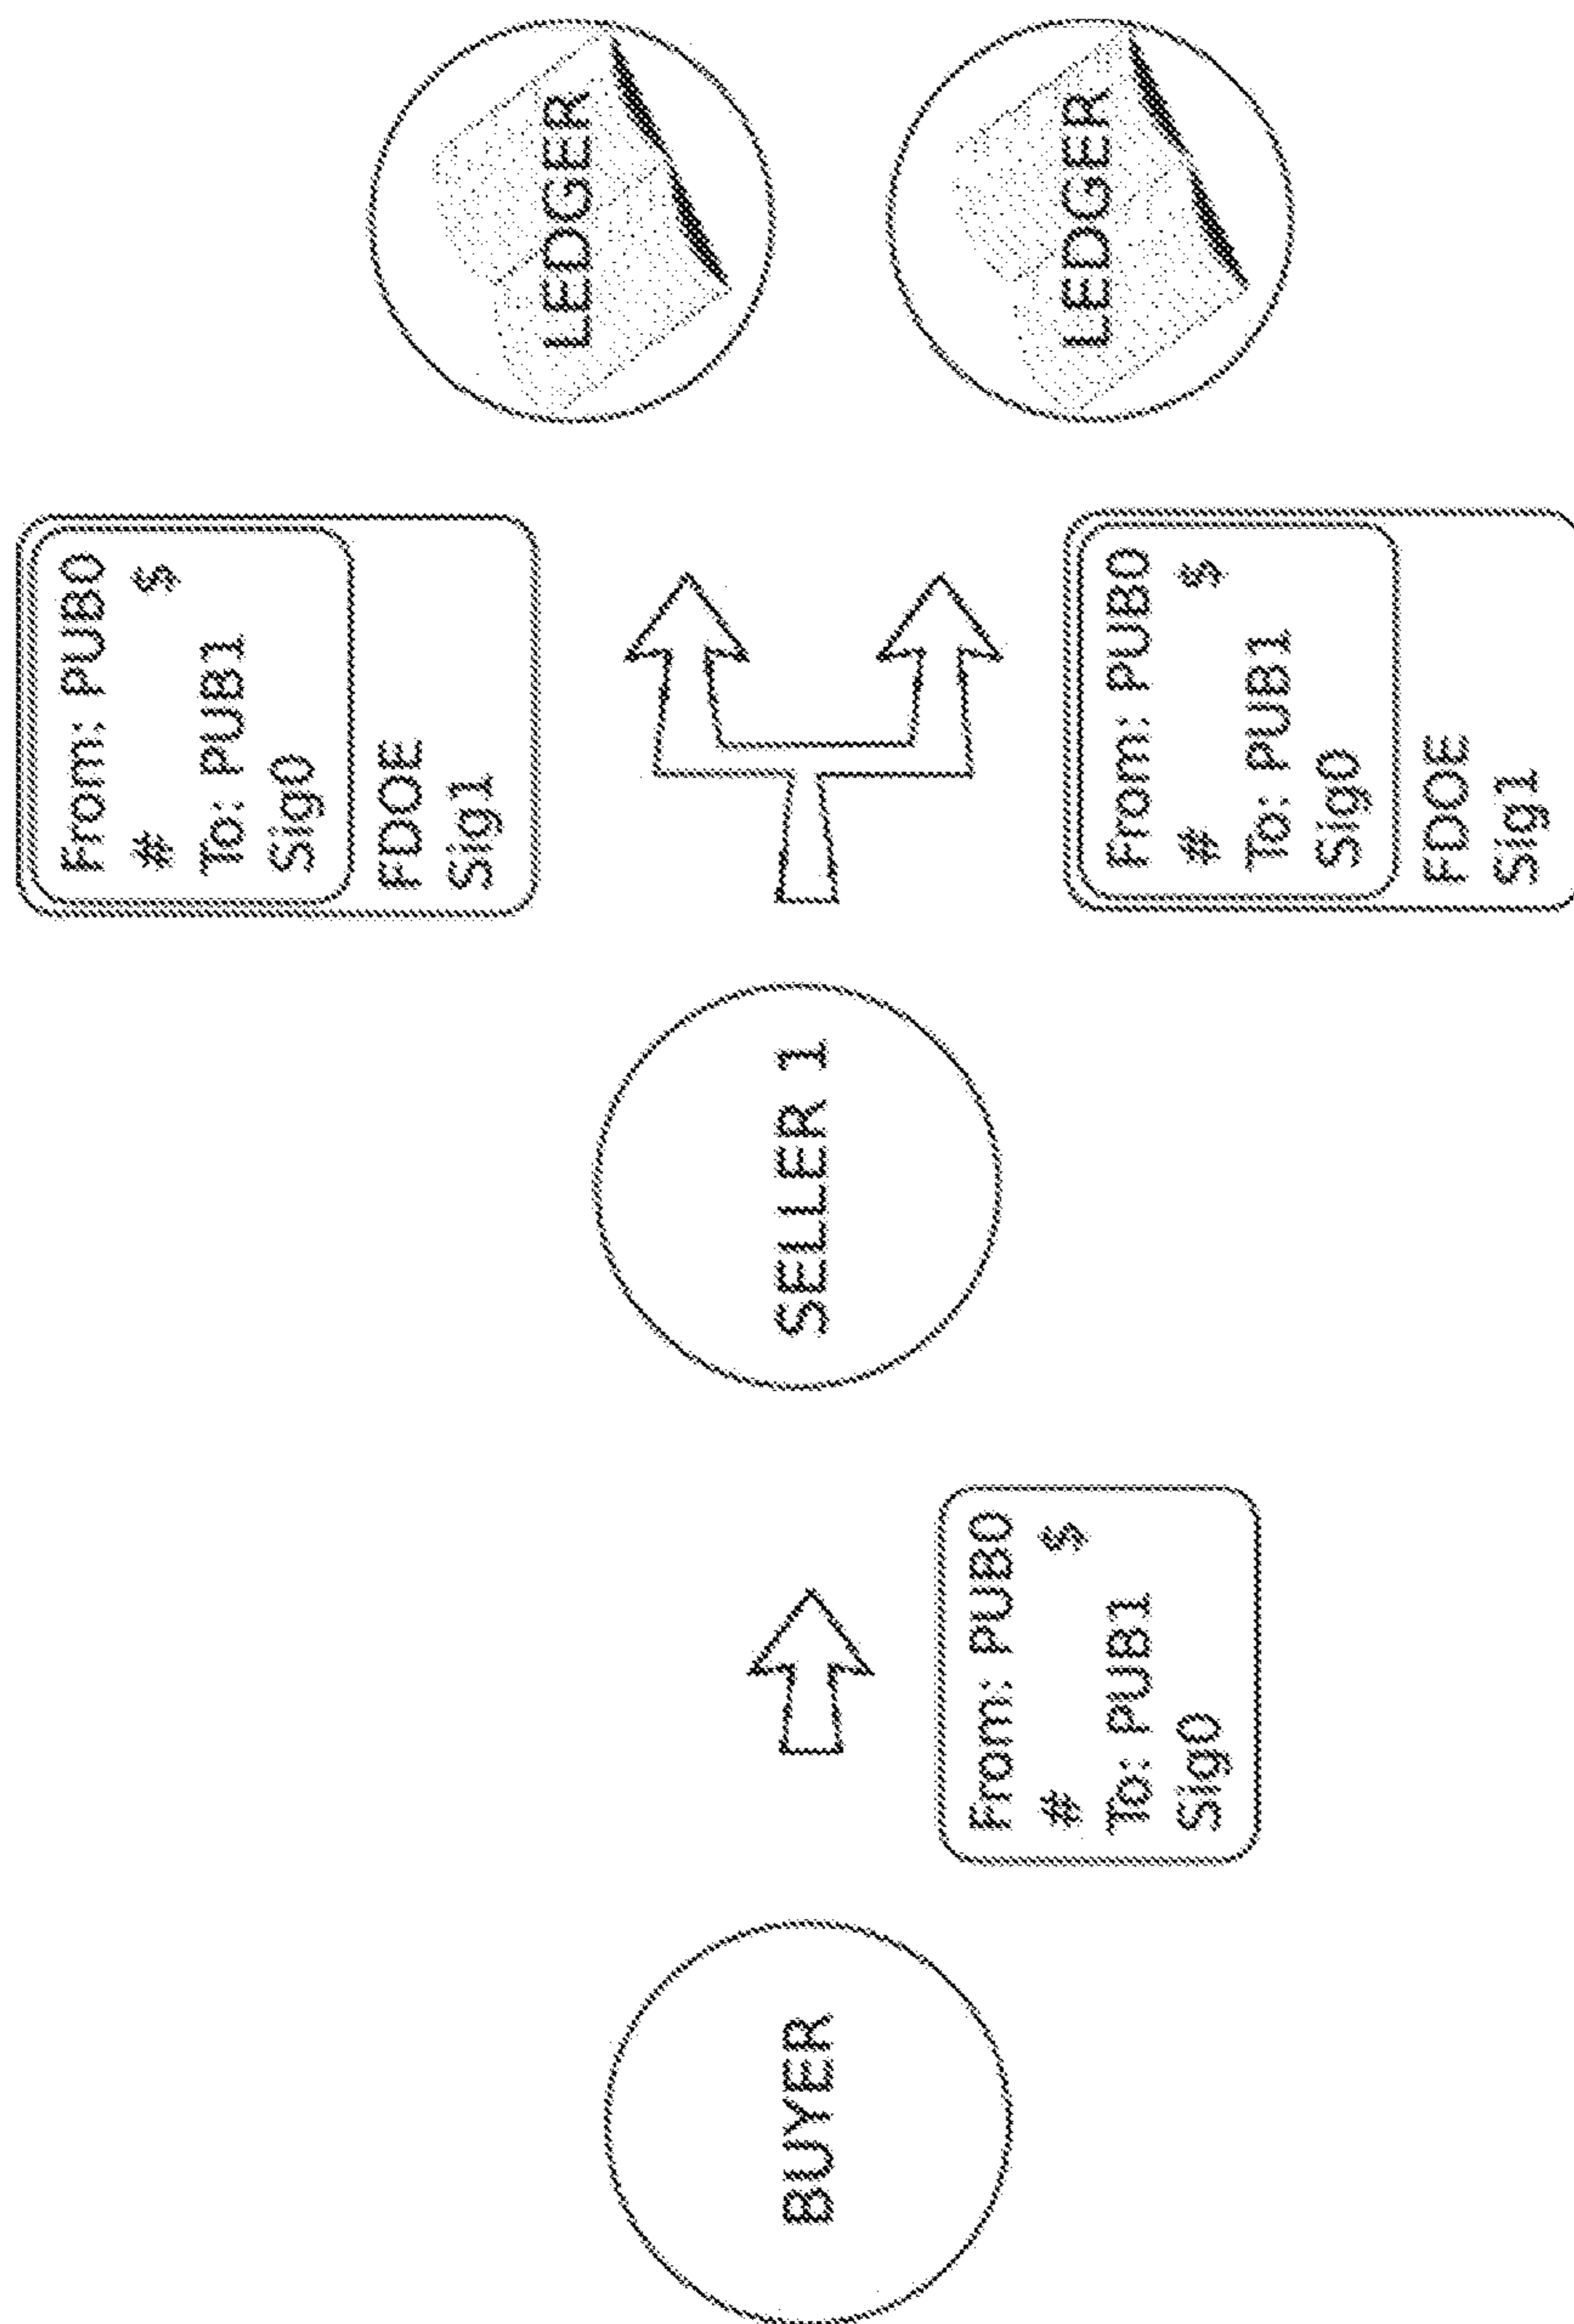 BUYER
From: PUB0
# $
To: PUB1
Sig0
SELLER 1
From: PUB0
# $
To: PUB1
Sig0
FDOE
Sig1
From: PUB0
# $
To: PUB1
Sig0
FDOE
Sig1
LEDGER
LEDGER